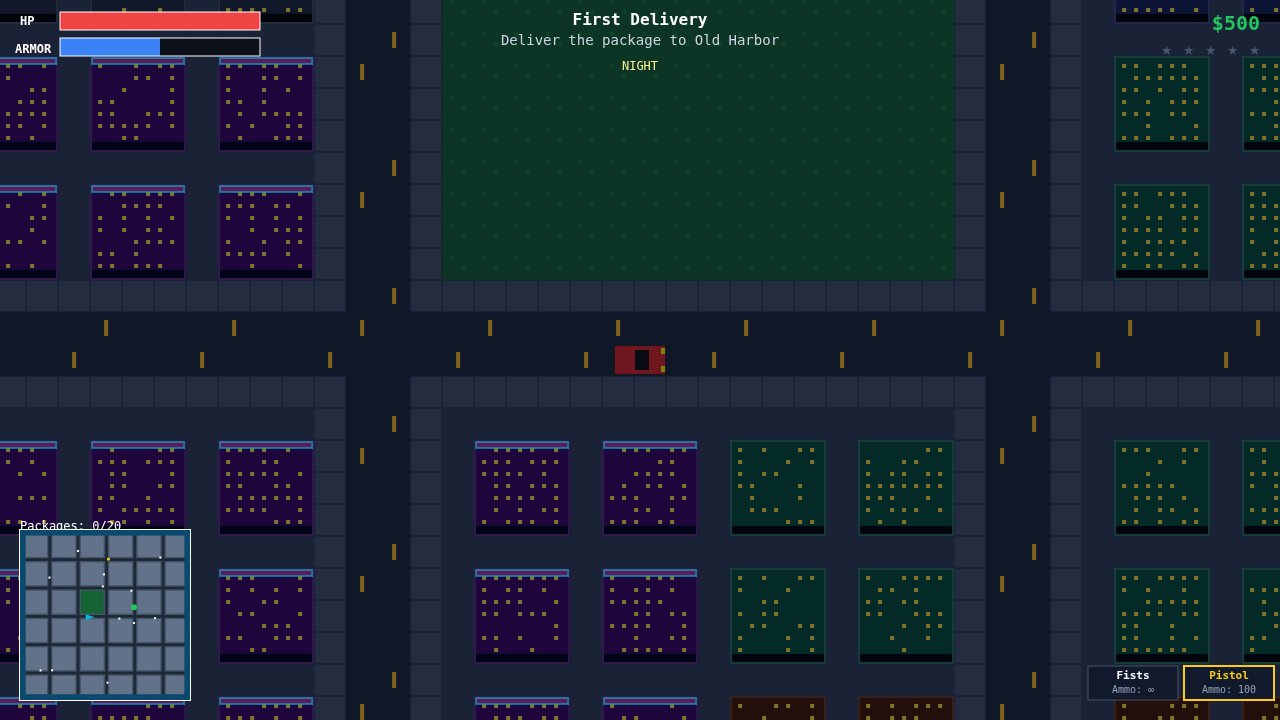 HP
First Delivery
$500
Deliver the package to Old Harbor
ARMOR
★ ★ ★ ★ ★
NIGHT
Packages: 0/20
Fists
Ammo: ∞
Pistol
Ammo: 100